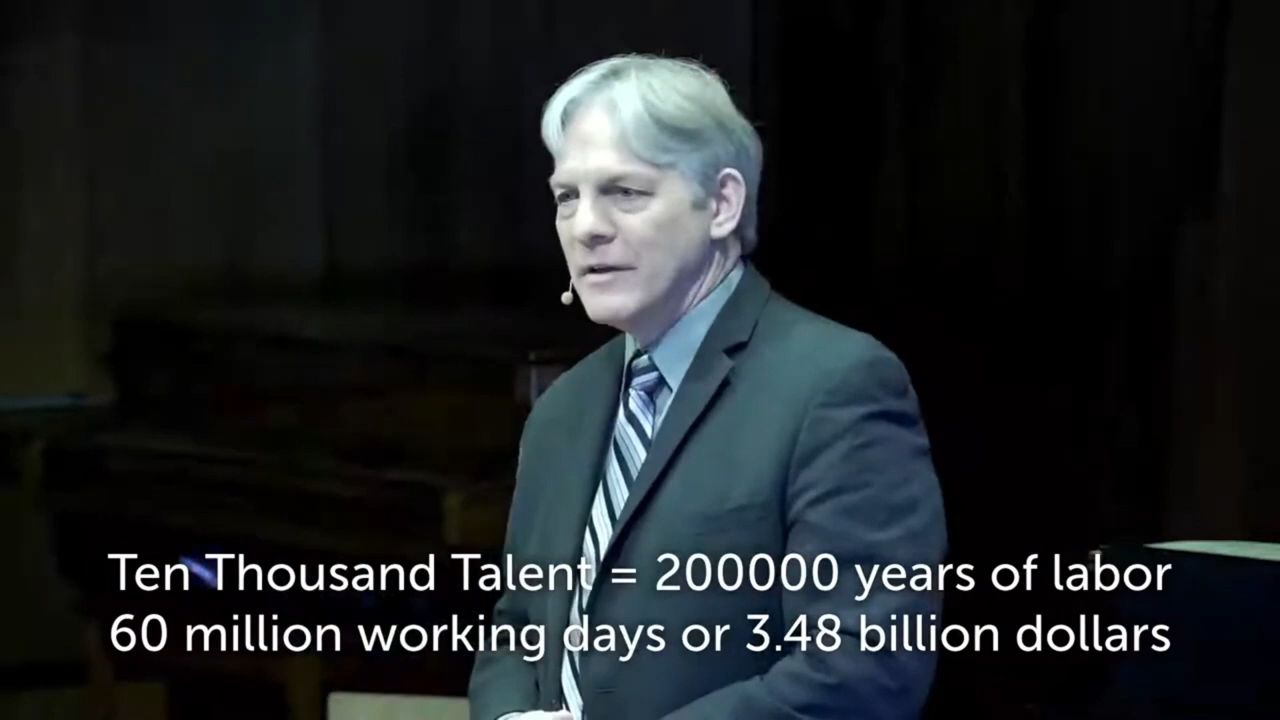 Ten Thousand Talent = 200000 years of labor
60 million working days or 3.48 billion dollars